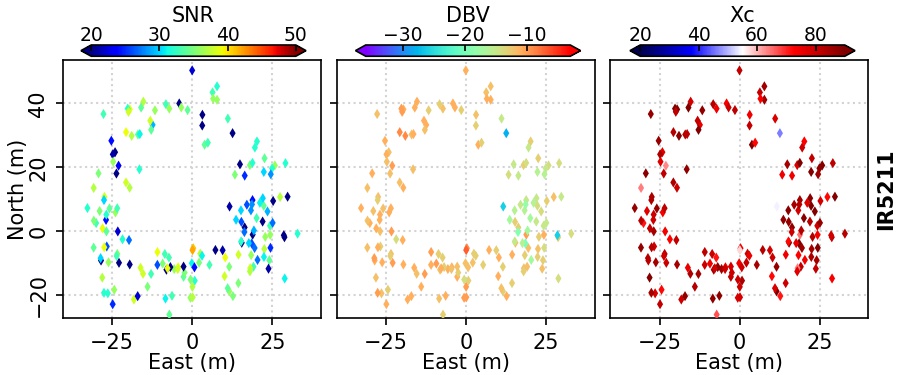 SNR DBV Xc
20 30 40 50 −30 −20 −10 20 40 60 80
40
20
0
−20
North (m)
−25 0 25 −25 0 25 −25 0 25
East (m) East (m) East (m)
IR5211